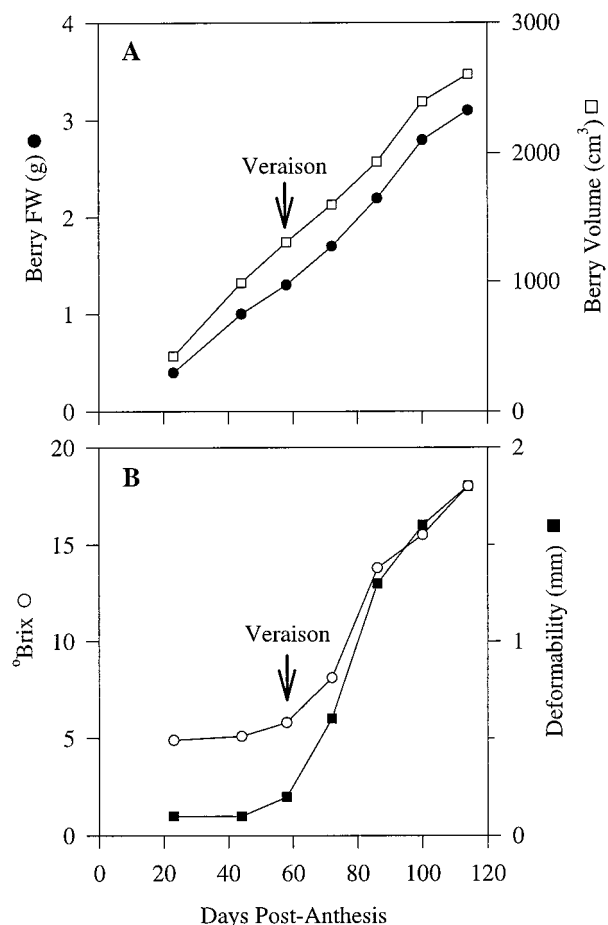 4
3
2
1
0
A
Veraison
Berry FW (g) ●
3000
2000
1000
0
Berry Volume (cm³) □
20
15
10
5
0
B
Veraison
°Brix ○
2
1
0
Deformability (mm) ■
0 20 40 60 80 100 120
Days Post-Anthesis